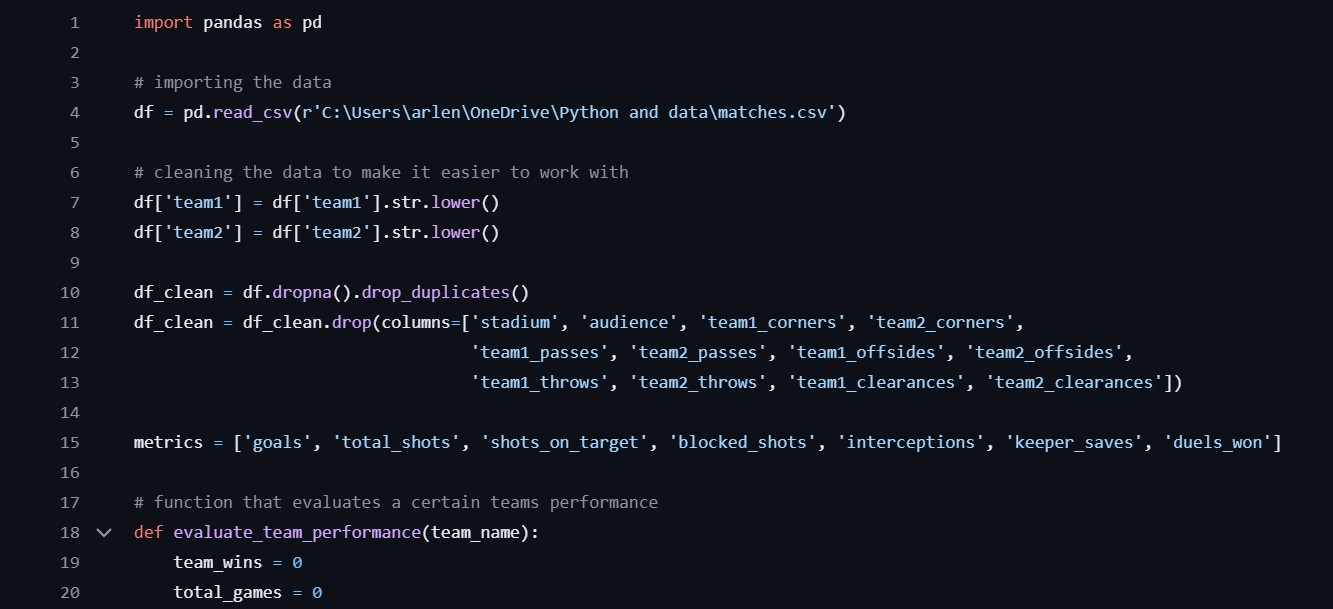 1 import pandas as pd
2
3 # importing the data
4 df = pd.read_csv(r'C:\Users\arlen\OneDrive\Python and data\matches.csv')
5
6 # cleaning the data to make it easier to work with
7 df['team1'] = df['team1'].str.lower()
8 df['team2'] = df['team2'].str.lower()
9
10 df_clean = df.dropna().drop_duplicates()
11 df_clean = df_clean.drop(columns=['stadium', 'audience', 'team1_corners', 'team2_corners',
12                                   'team1_passes', 'team2_passes', 'team1_offsides', 'team2_offsides',
13                                   'team1_throws', 'team2_throws', 'team1_clearances', 'team2_clearances'])
14
15 metrics = ['goals', 'total_shots', 'shots_on_target', 'blocked_shots', 'interceptions', 'keeper_saves', 'duels_won']
16
17 # function that evaluates a certain teams performance
18 def evaluate_team_performance(team_name):
19     team_wins = 0
20     total_games = 0